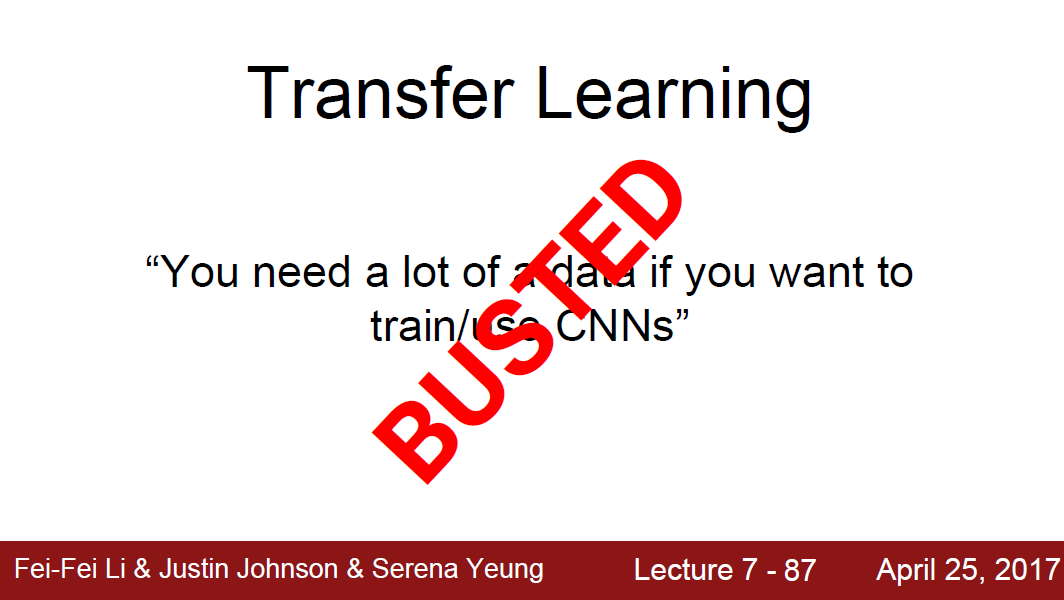 Transfer Learning
“You need a lot of a data if you want to
train/use CNNs”
BUSTED
Fei-Fei Li & Justin Johnson & Serena Yeung
Lecture 7 - 87
April 25, 2017